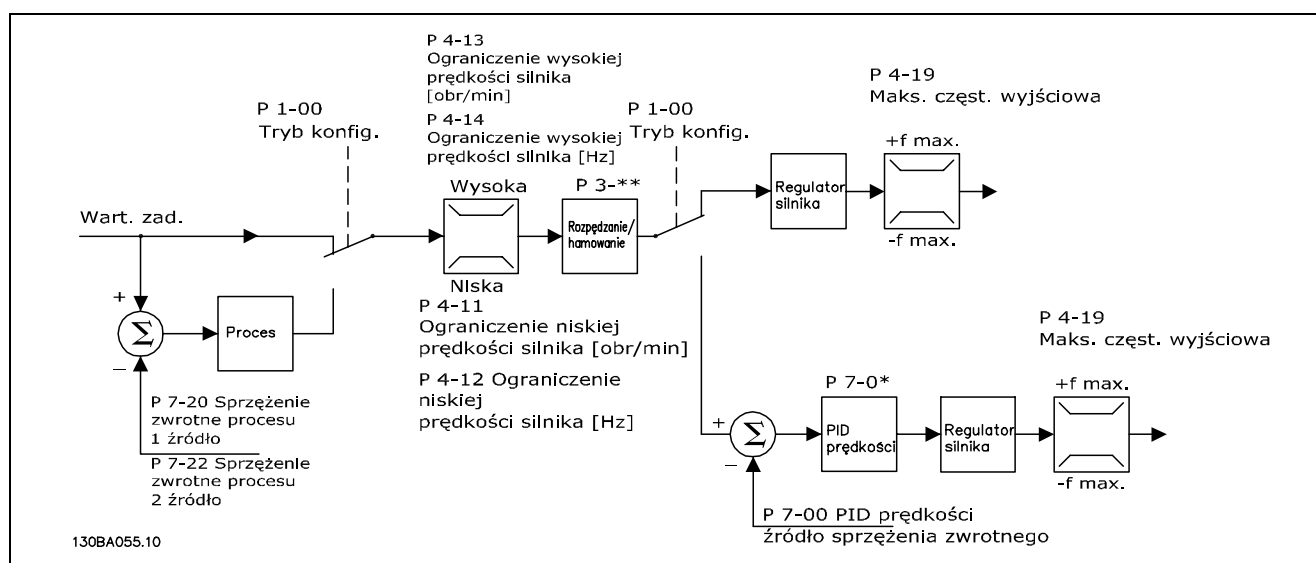 P 4-13
Ograniczenie wysokiej
prędkości silnika
[obr/min]
P 4-14
Ograniczenie wysokiej
prędkości silnika [Hz]
P 1-00
Tryb konfig.
P 1-00
Tryb konfig.
P 4-19
Maks. częst. wyjściowa
+f max.
-f max.
Wysoka
NIska
P 3-**
Rozpędzanie/
hamowanie
Regulator
silnika
Wart. zad.
+
Σ
–
Proces
P 7-20 Sprzężenie
zwrotne procesu
1 źródło
P 7-22 Sprzężenie
zwrotne procesu
2 źródło
P 4-11
Ograniczenie niskiej
prędkości silnika [obr/min]
P 4-12 Ograniczenie
niskiej
prędkości silnika [Hz]
P 4-19
Maks. częst. wyjściowa
P 7-0*
+
Σ
–
PID
prędkości
Regulator
silnika
+f max.
-f max.
P 7-00 PID prędkości
źródło sprzężenia zwrotnego
130BA055.10